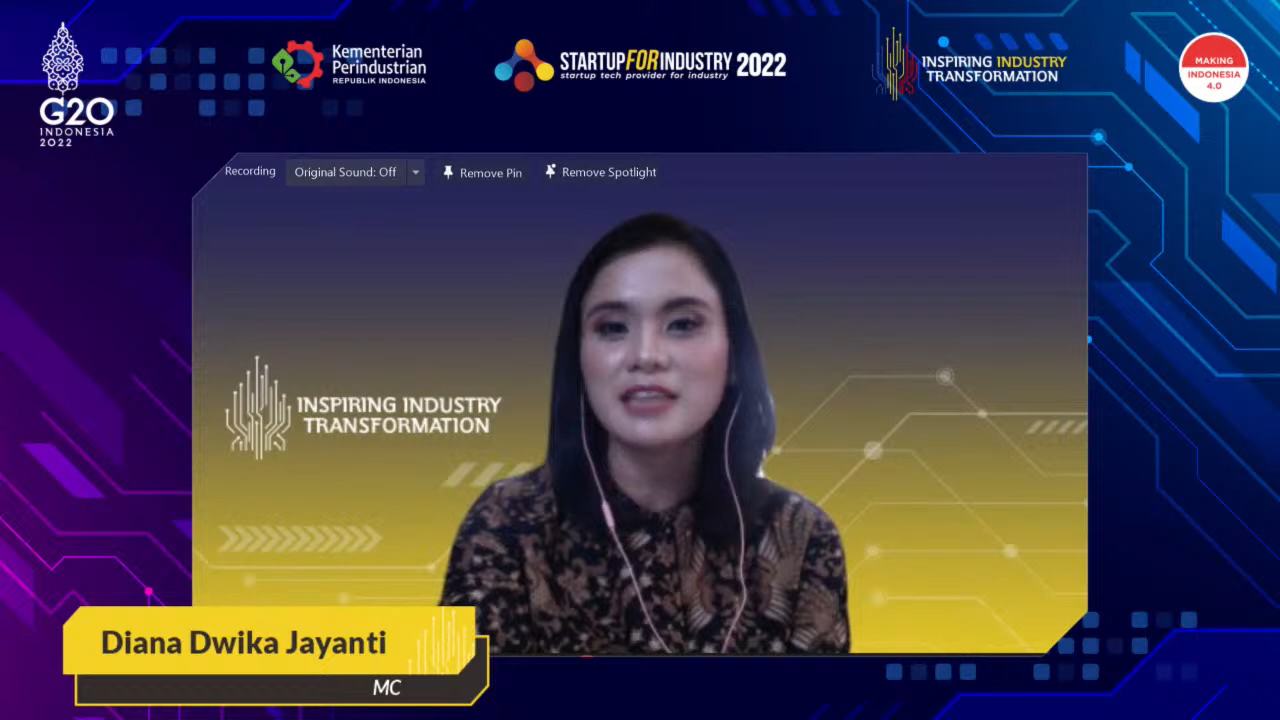 G20
INDONESIA
2022
Kementerian
Perindustrian
REPUBLIK INDONESIA
STARTUPFORINDUSTRY 2022
startup tech provider for industry
INSPIRING INDUSTRY
TRANSFORMATION
MAKING
INDONESIA
4.0
Recording
Original Sound: Off
Remove Pin
Remove Spotlight
INSPIRING INDUSTRY
TRANSFORMATION
Diana Dwika Jayanti
MC